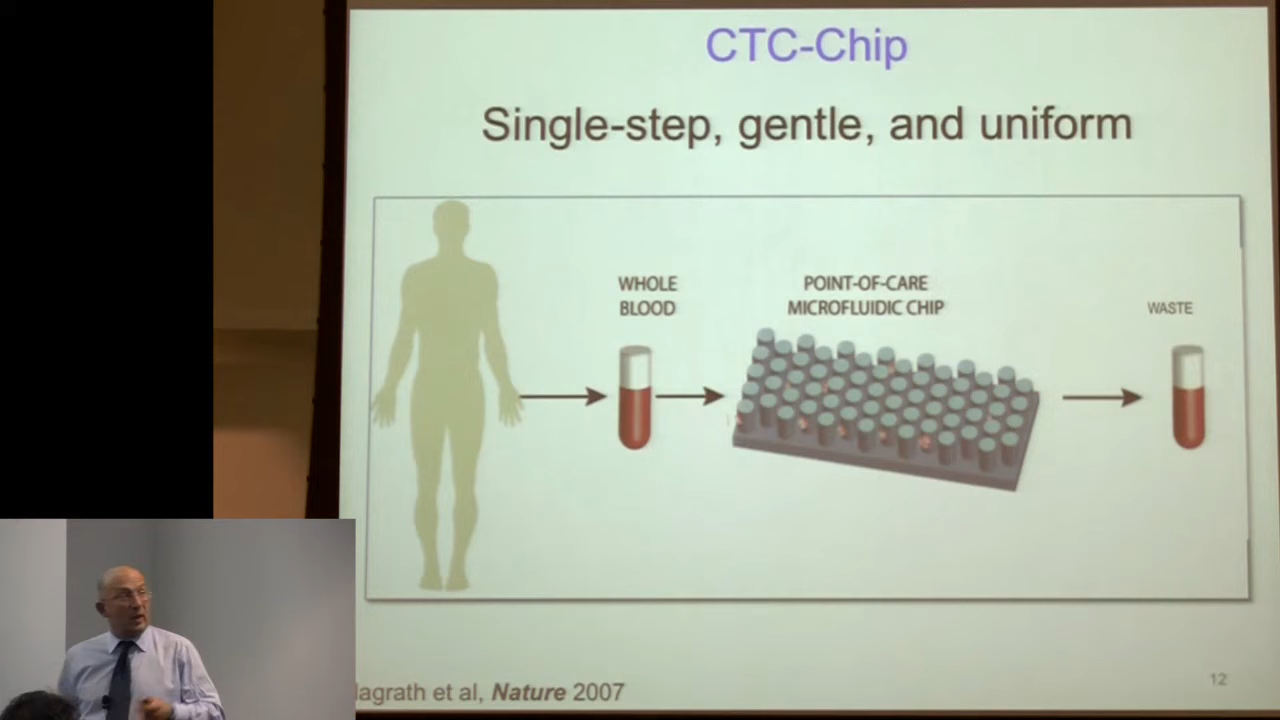 CTC-Chip
Single-step, gentle, and uniform
WHOLE
BLOOD
POINT-OF-CARE
MICROFLUIDIC CHIP
WASTE
et al, Nature 2007
12